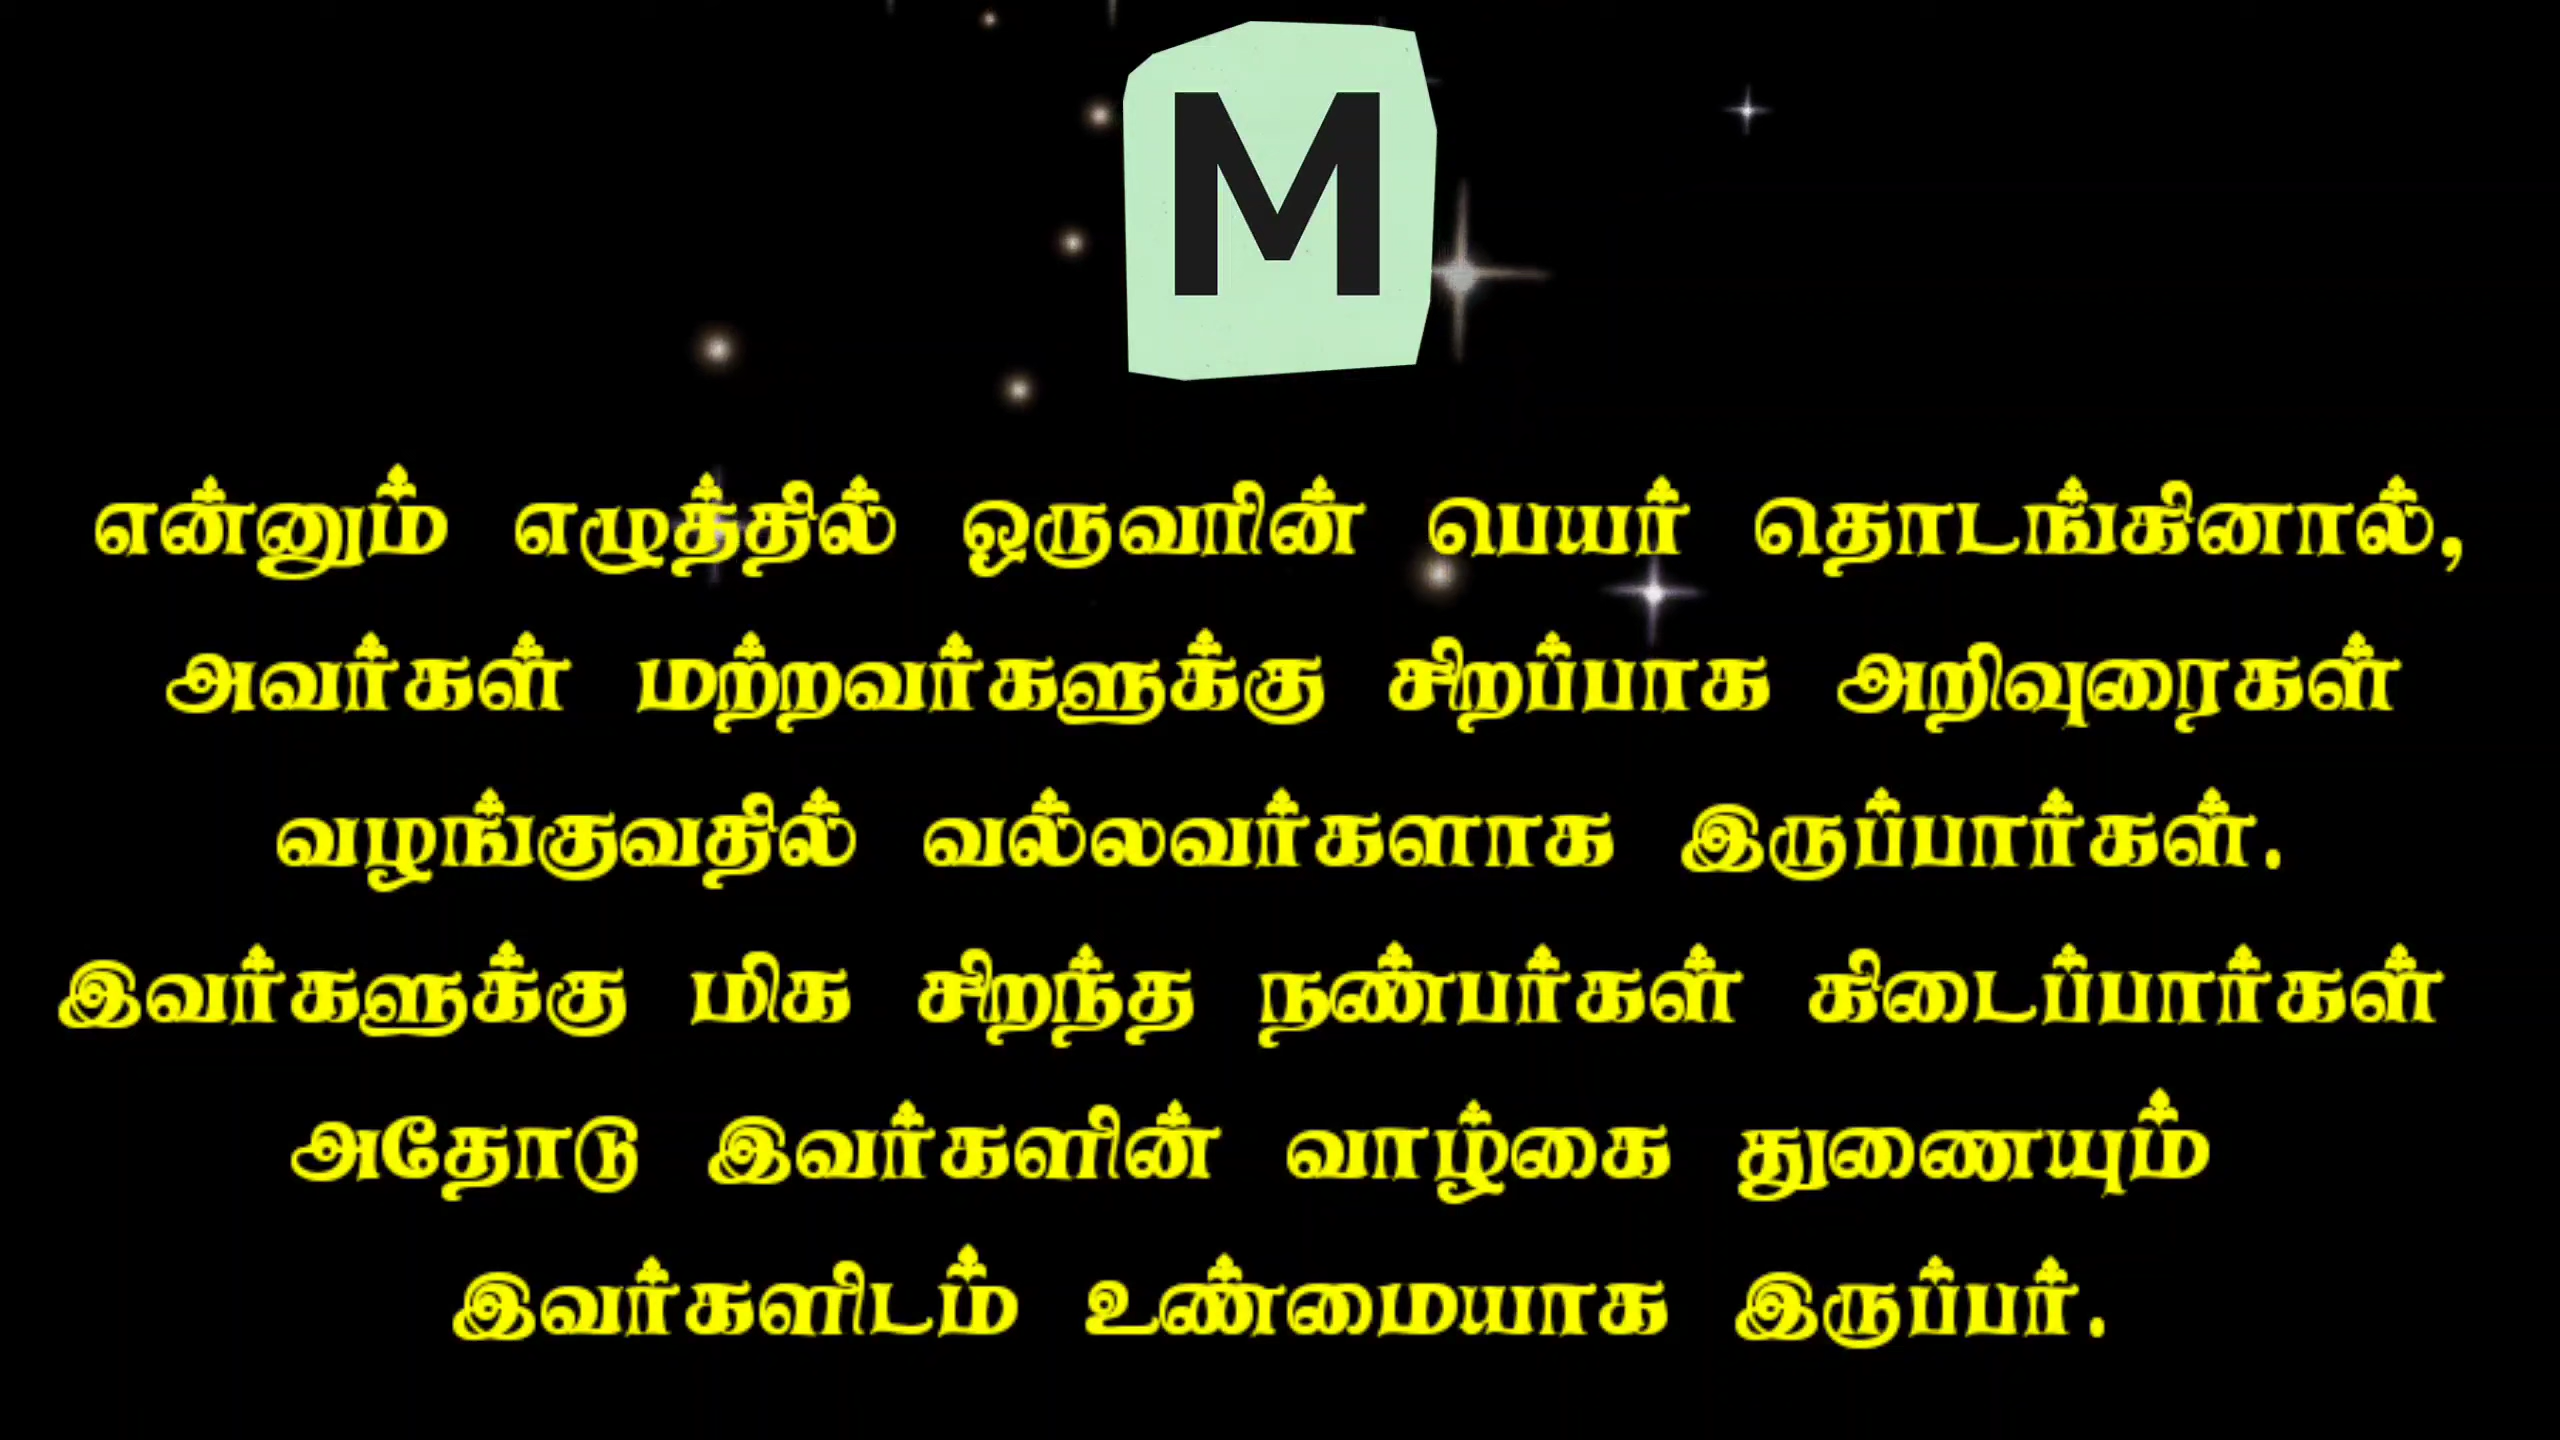 M
என்னும் எழுத்தில் ஒருவரின் பெயர் தொடங்கினால்,
அவர்கள் மற்றவர்களுக்கு சிறப்பாக அறிவுரைகள்
வழங்குவதில் வல்லவர்களாக இருப்பார்கள்.
இவர்களுக்கு மிக சிறந்த நண்பர்கள் கிடைப்பார்கள்
அதோடு இவர்களின் வாழ்கை துணையும்
இவர்களிடம் உண்மையாக இருப்பர்.